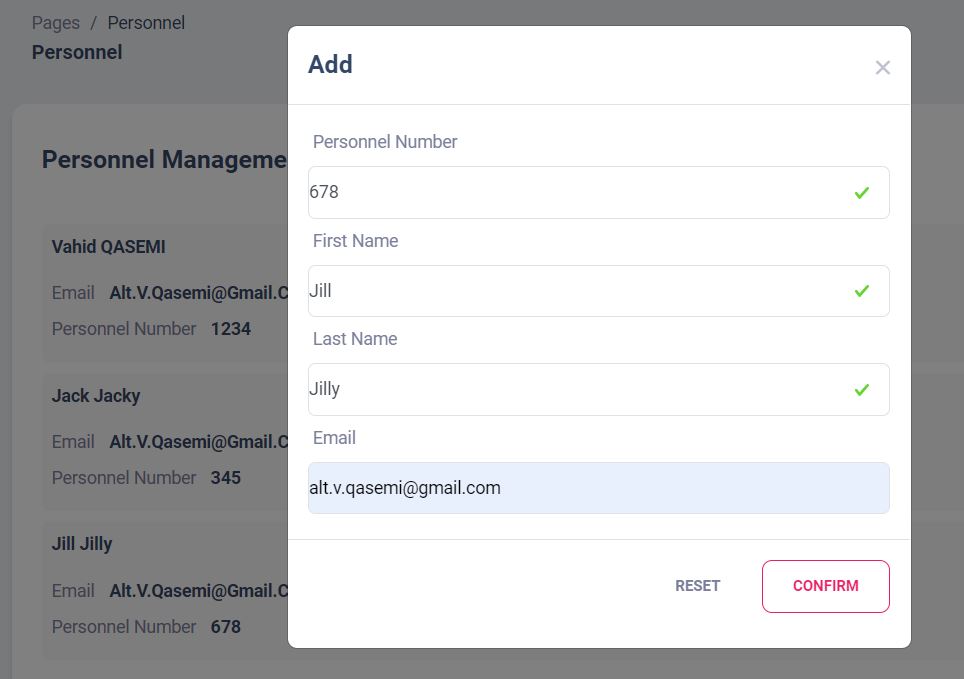 Pages / Personnel
Personnel
Personnel Manageme
Vahid QASEMI
Email Alt.V.Qasemi@Gmail.C
Personnel Number 1234
Jack Jacky
Email Alt.V.Qasemi@Gmail.C
Personnel Number 345
Jill Jilly
Email Alt.V.Qasemi@Gmail.C
Personnel Number 678
Add
Personnel Number
678
First Name
Jill
Last Name
Jilly
Email
alt.v.qasemi@gmail.com
RESET CONFIRM